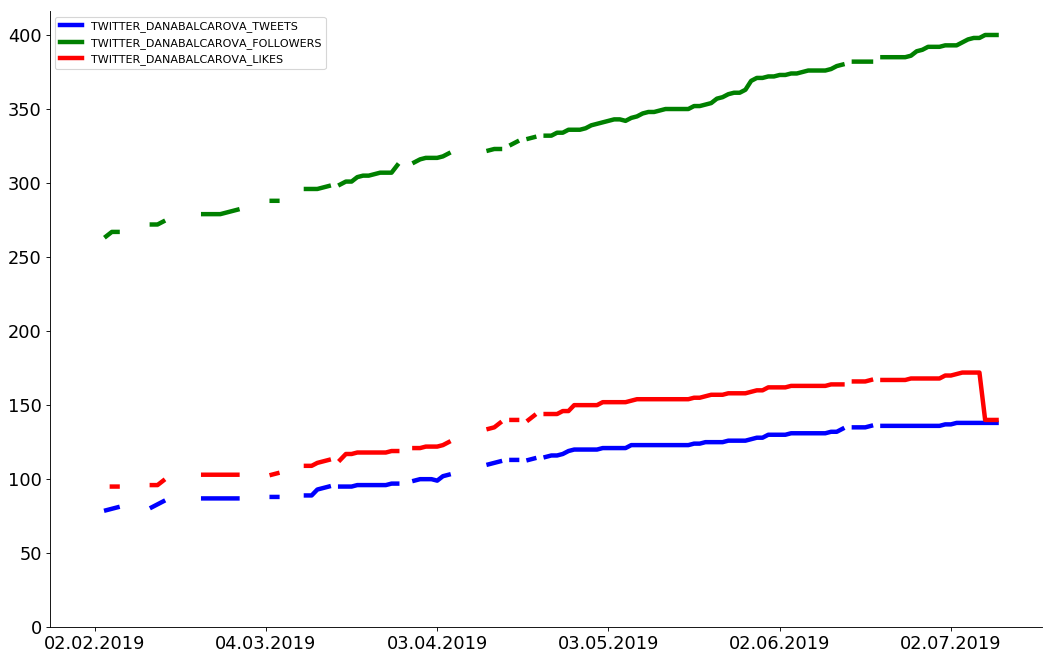 TWITTER_DANABALCAROVA_TWEETS
TWITTER_DANABALCAROVA_FOLLOWERS
TWITTER_DANABALCAROVA_LIKES
400
350
300
250
200
150
100
50
0
02.02.2019 04.03.2019 03.04.2019 03.05.2019 02.06.2019 02.07.2019